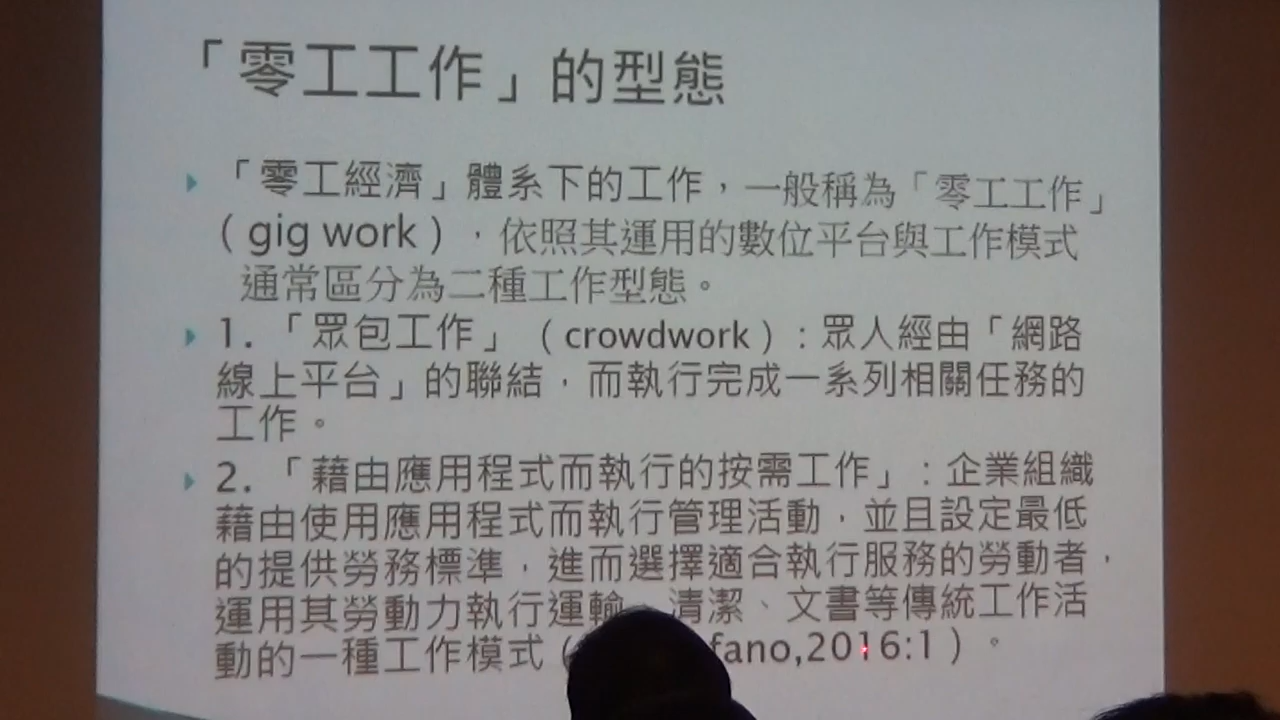 「零工工作」的型態
「零工經濟」體系下的工作，一般稱為「零工工作」
（gig work），依照其運用的數位平台與工作模式
通常區分為二種工作型態。
1. 「眾包工作」（crowdwork）：眾人經由「網路
線上平台」的聯結，而執行完成一系列相關任務的
工作。
2. 「藉由應用程式而執行的按需工作」：企業組織
藉由使用應用程式而執行管理活動，並且設定最低
的提供勞務標準，進而選擇適合執行服務的勞動者，
運用其勞動力執行運輸、清潔、文書等傳統工作活
動的一種工作模式（fano,2016:1）。